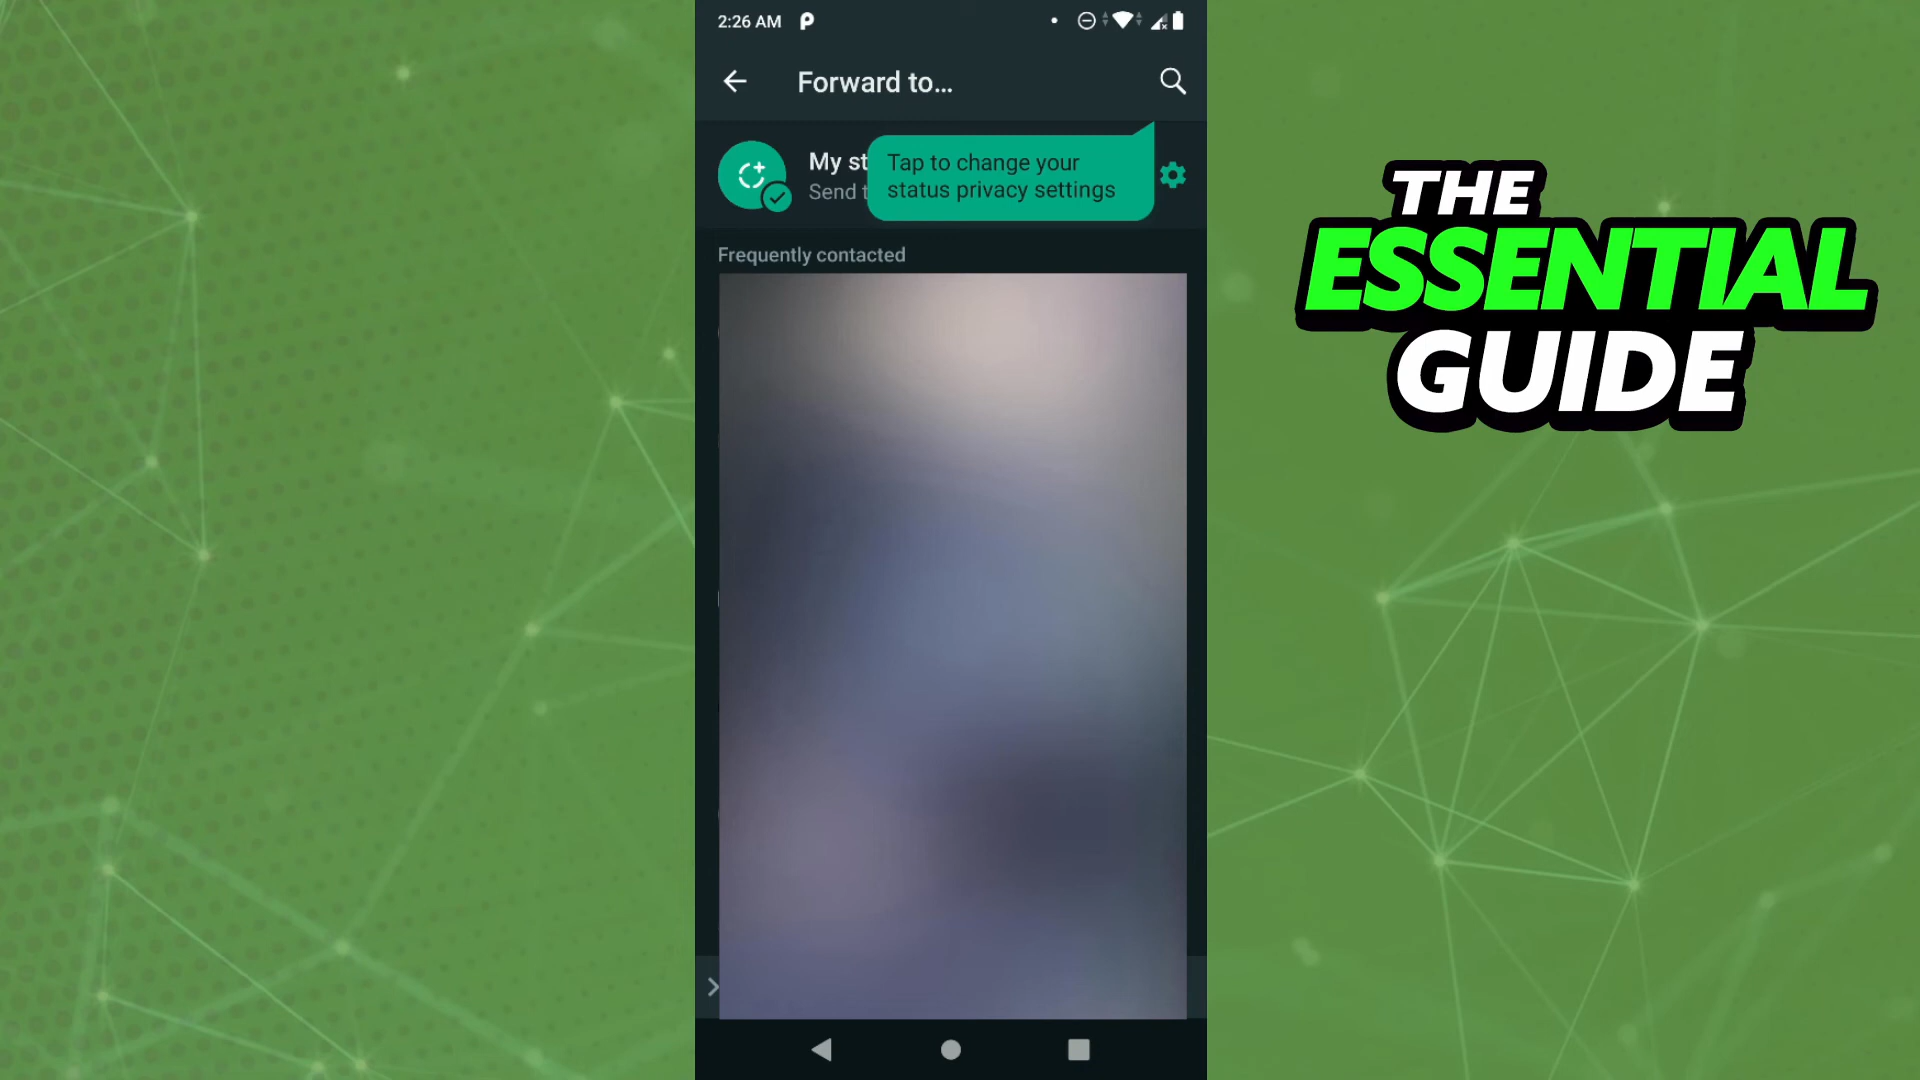 2:26 AM
Forward to...
My st
Send t
Tap to change your
status privacy settings
Frequently contacted
THE
ESSENTIAL
GUIDE